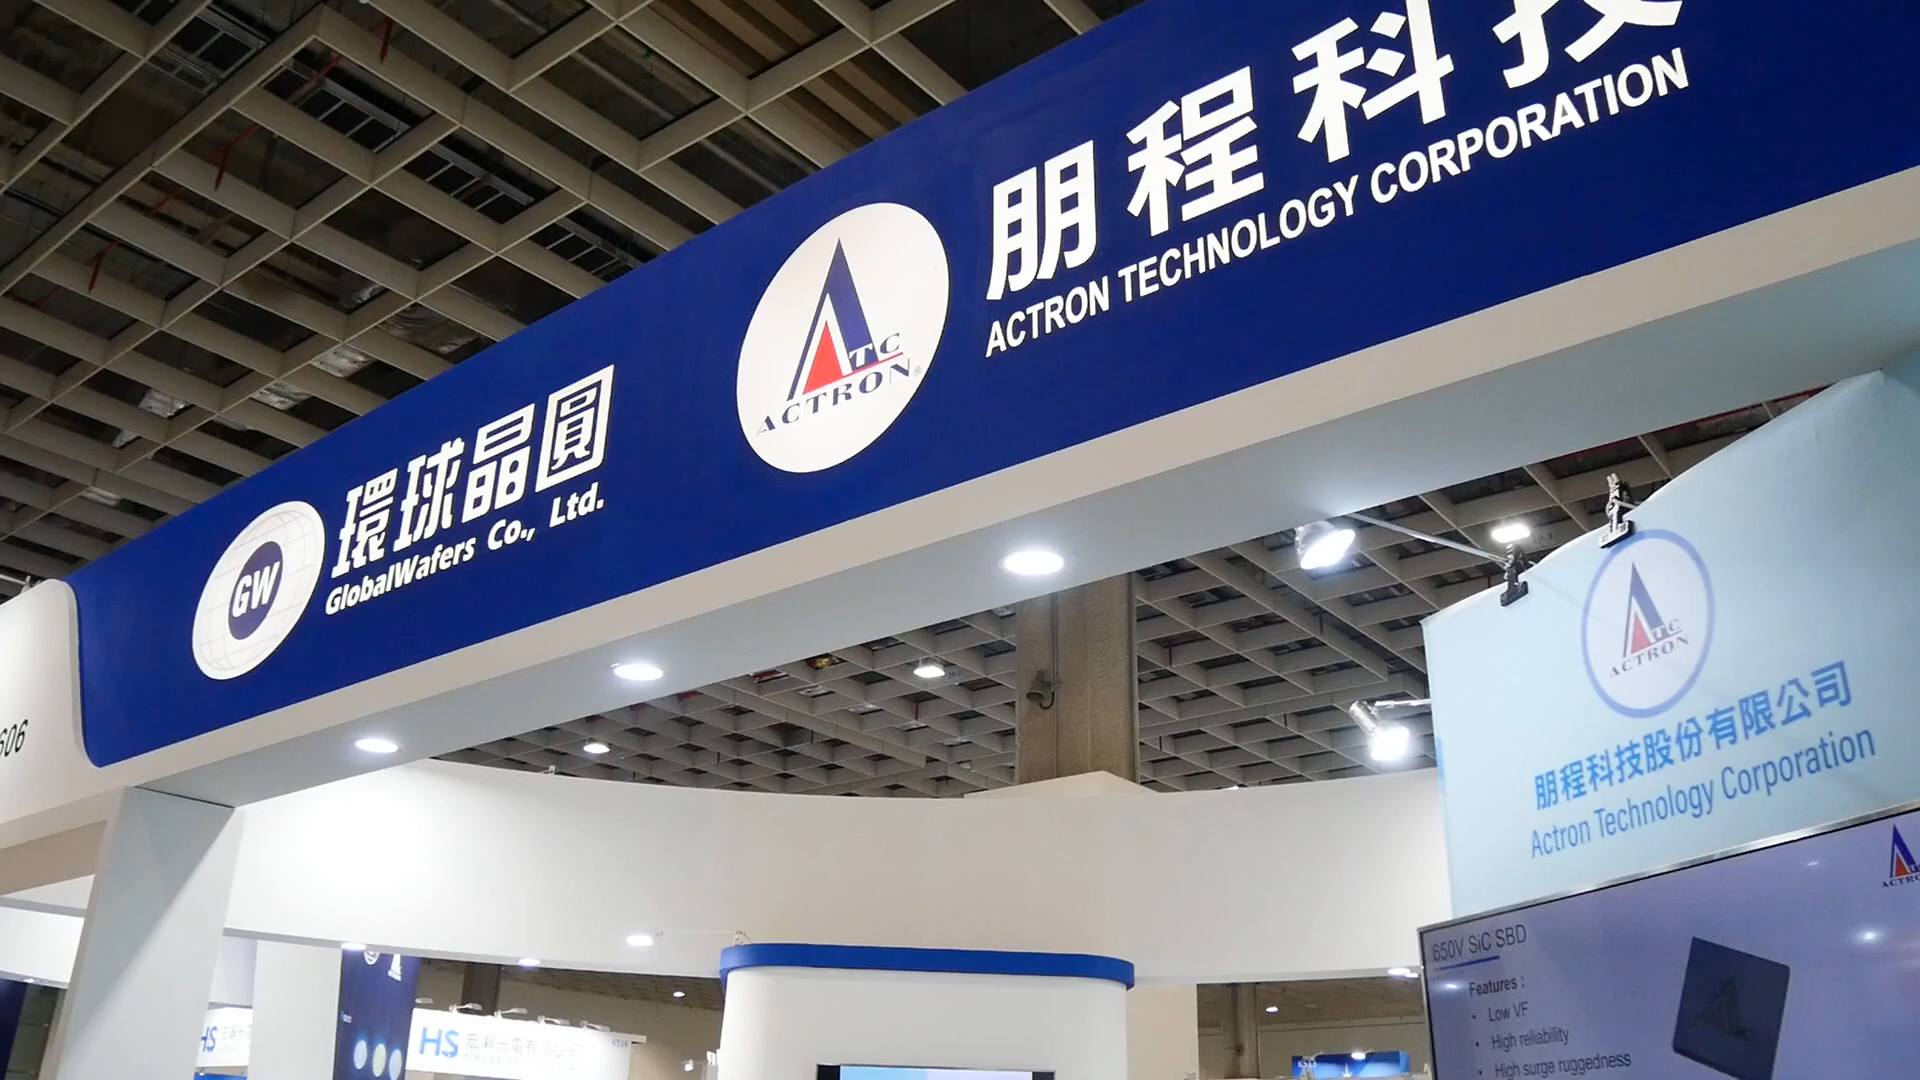 朋程科技
ACTRON TECHNOLOGY CORPORATION
ATC
ACTRON®
環球晶圓
GlobalWafers Co., Ltd.
GW
606
ATC
ACTRON
朋程科技股份有限公司
Actron Technology Corporation
650V SiC SBD
Features :
• Low VF
• High reliability
• High surge ruggedness
HS
HS